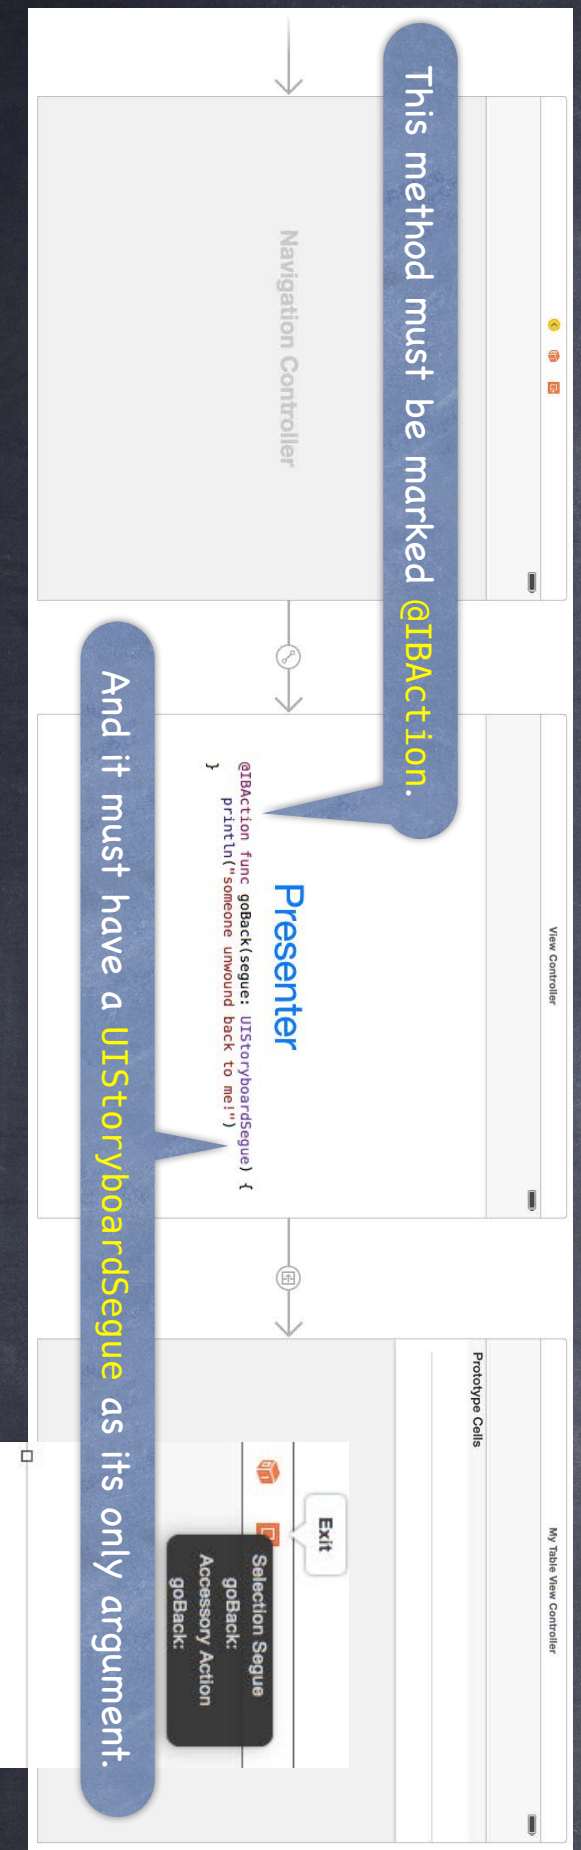 This method must be marked @IBAction.
Navigation Controller
View Controller
Presenter
@IBAction func goBack(segue: UIStoryboardSegue) {
println("someone unwound back to me!")
}
And it must have a UIStoryboardSegue as its only argument.
My Table View Controller
Prototype Cells
Exit
Selection Segue
goBack:
Accessory Action
goBack: